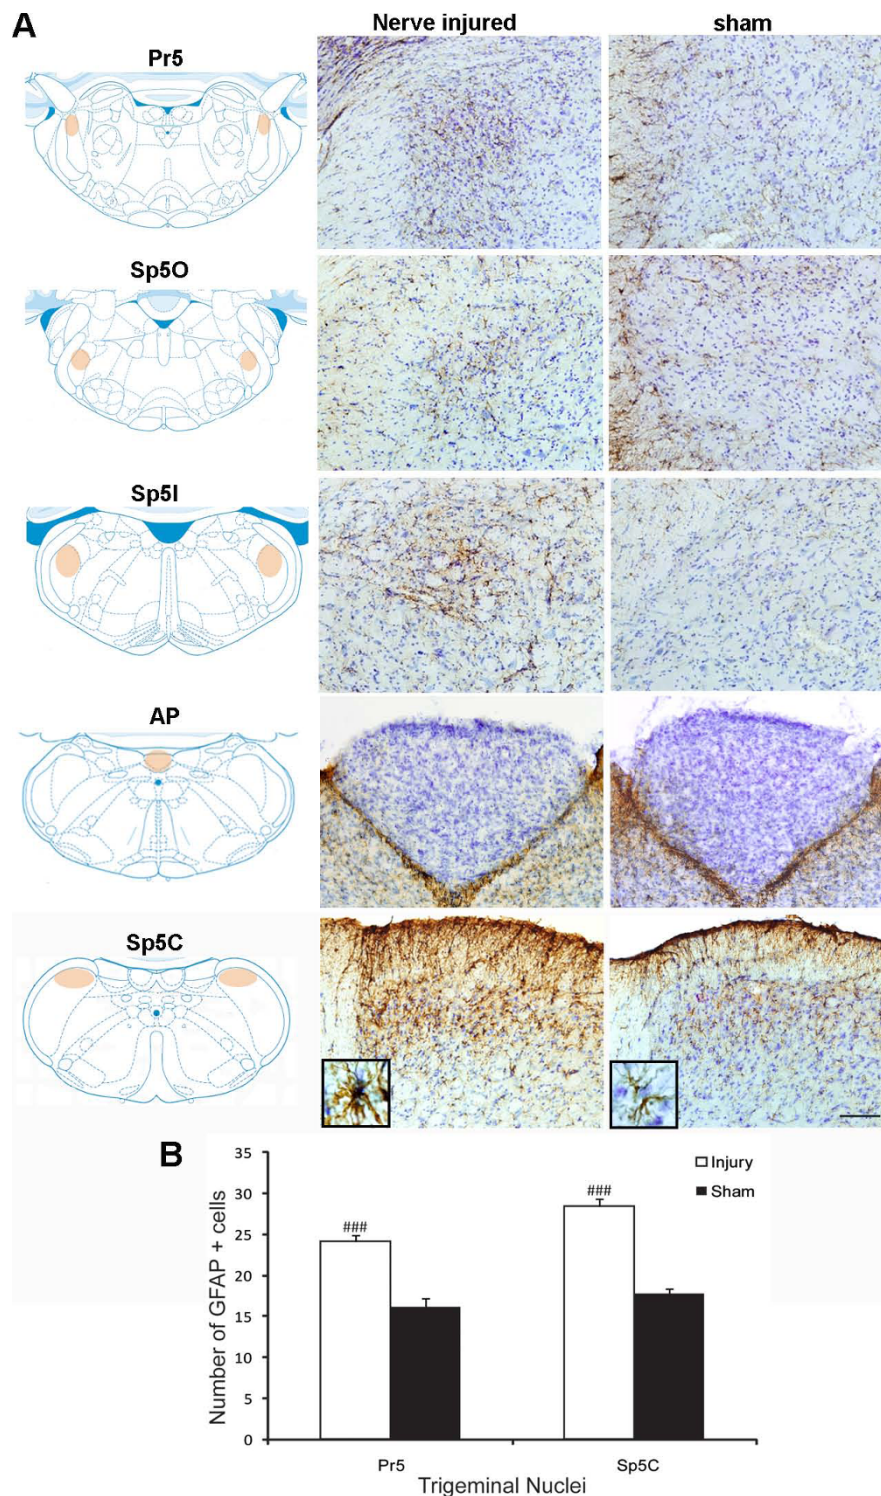 A
Nerve injured
sham
Pr5
Sp5O
Sp5I
AP
Sp5C
B
35
30
25
20
15
10
5
0
Number of GFAP + cells
###
###
Injury
Sham
Pr5
Sp5C
Trigeminal Nuclei